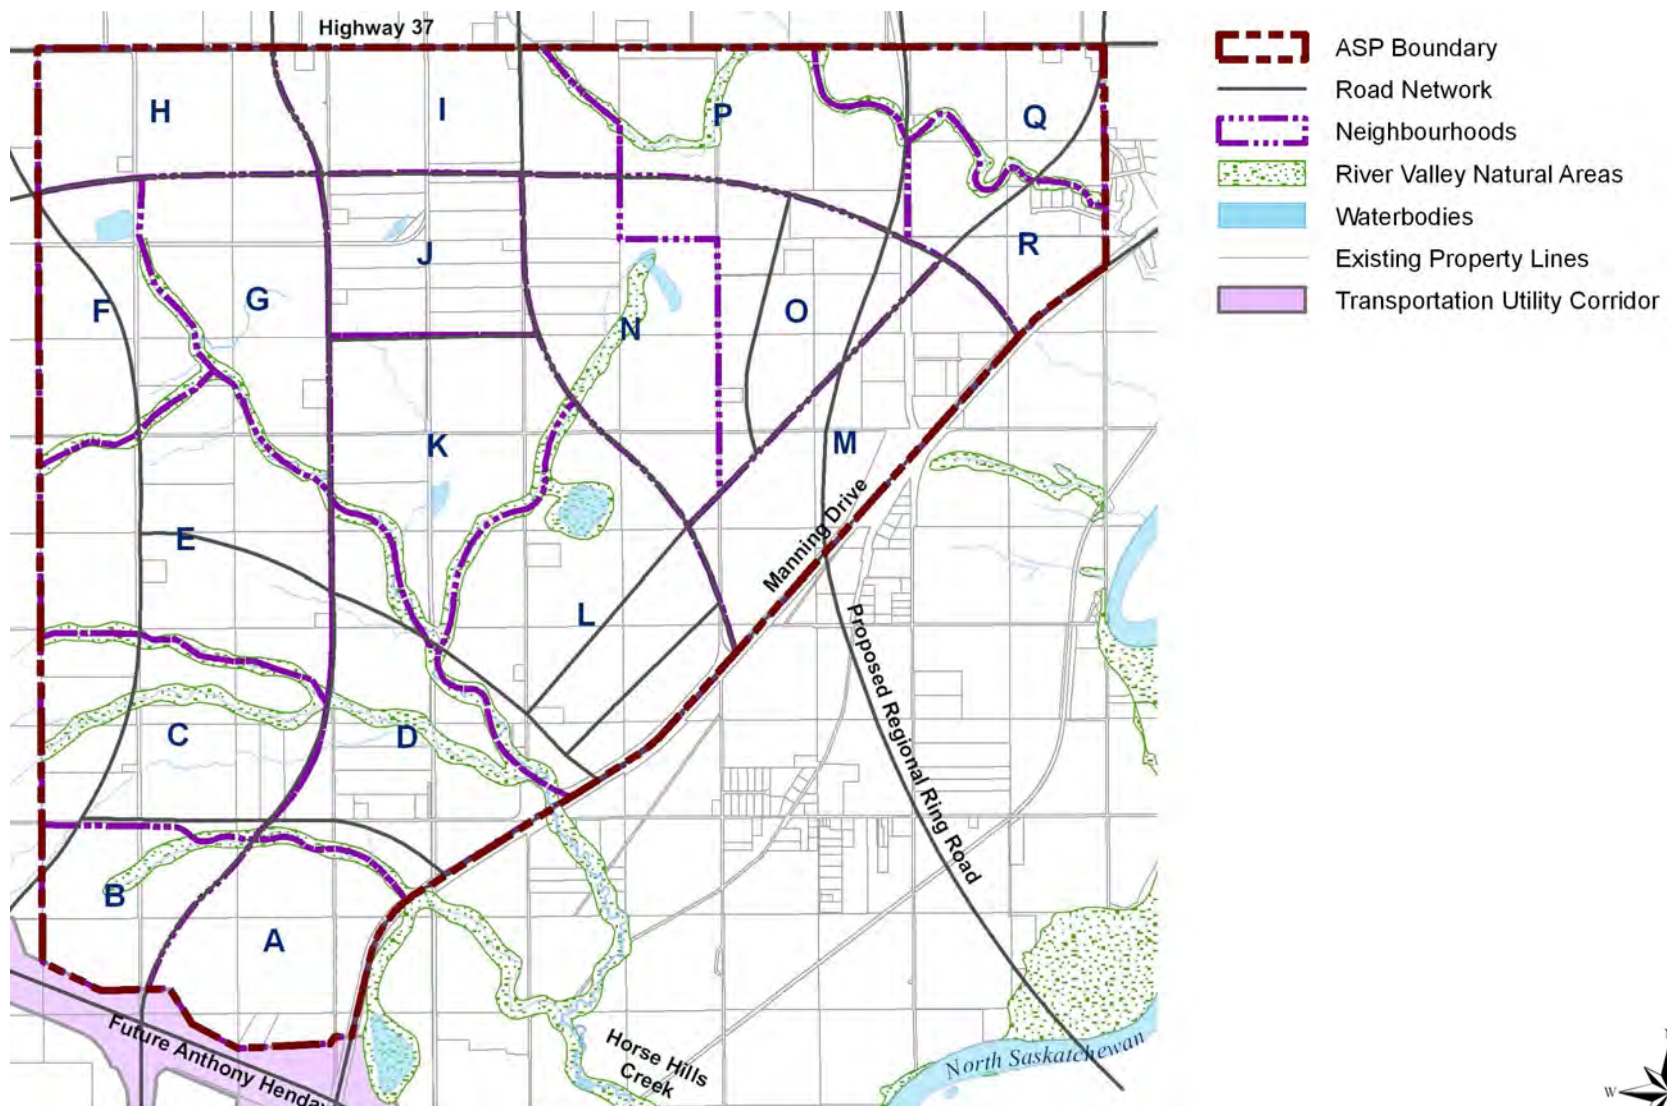 Highway 37
H
I
P
Q
J
R
F
G
N
O
K
M
E
Manning Drive
L
Proposed Regional Ring Road
C
D
B
A
Future Anthony Henday
Horse Hills
Creek
North Saskatchewan
ASP Boundary
Road Network
Neighbourhoods
River Valley Natural Areas
Waterbodies
Existing Property Lines
Transportation Utility Corridor
W